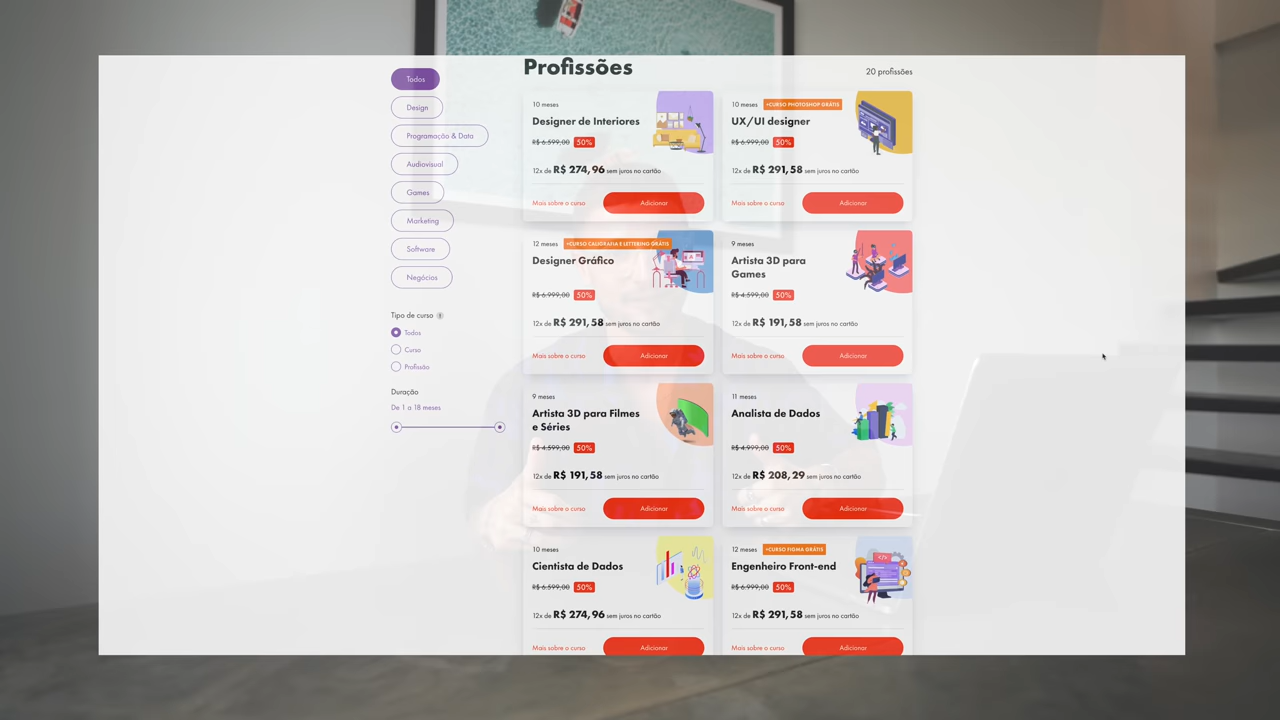 Profissões
20 profissões
Todos
Design
Programação & Data
Audiovisual
Games
Marketing
Software
Negócios
Tipo de curso i
Todos
Curso
Profissão
Duração
De 1 a 18 meses
10 meses
Designer de Interiores
R$ 6.599,00 50%
12x de R$ 274,96 sem juros no cartão
Mais sobre o curso Adicionar
10 meses +CURSO PHOTOSHOP GRÁTIS
UX/UI designer
R$ 6.999,00 50%
12x de R$ 291,58 sem juros no cartão
Mais sobre o curso Adicionar
12 meses +CURSO CALIGRAFIA E LETTERING GRÁTIS
Designer Gráfico
R$ 6.999,00 50%
12x de R$ 291,58 sem juros no cartão
Mais sobre o curso Adicionar
9 meses
Artista 3D para
Games
R$ 4.599,00 50%
12x de R$ 191,58 sem juros no cartão
Mais sobre o curso Adicionar
9 meses
Artista 3D para Filmes
e Séries
R$ 4.599,00 50%
12x de R$ 191,58 sem juros no cartão
Mais sobre o curso Adicionar
11 meses
Analista de Dados
R$ 4.999,00 50%
12x de R$ 208,29 sem juros no cartão
Mais sobre o curso Adicionar
10 meses
Cientista de Dados
R$ 6.599,00 50%
12x de R$ 274,96 sem juros no cartão
Mais sobre o curso Adicionar
12 meses +CURSO FIGMA GRÁTIS
Engenheiro Front-end
R$ 6.999,00 50%
12x de R$ 291,58 sem juros no cartão
Mais sobre o curso Adicionar